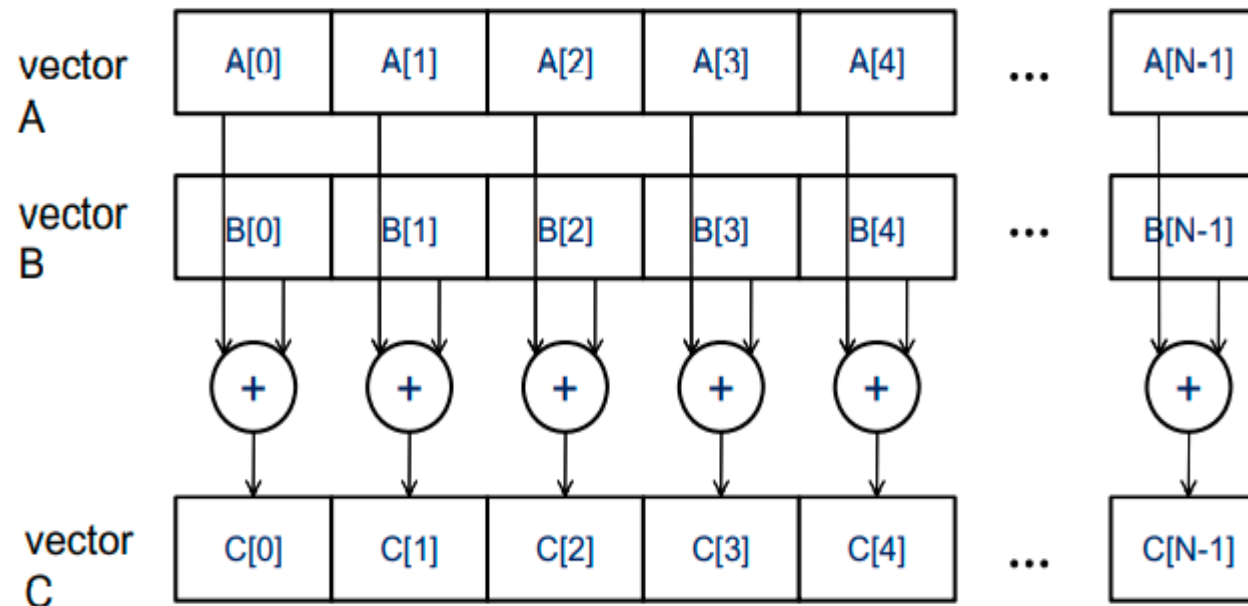 vector A
A[0] A[1] A[2] A[3] A[4] ... A[N-1]
vector B
B[0] B[1] B[2] B[3] B[4] ... B[N-1]
+ + + + + +
vector C
C[0] C[1] C[2] C[3] C[4] ... C[N-1]